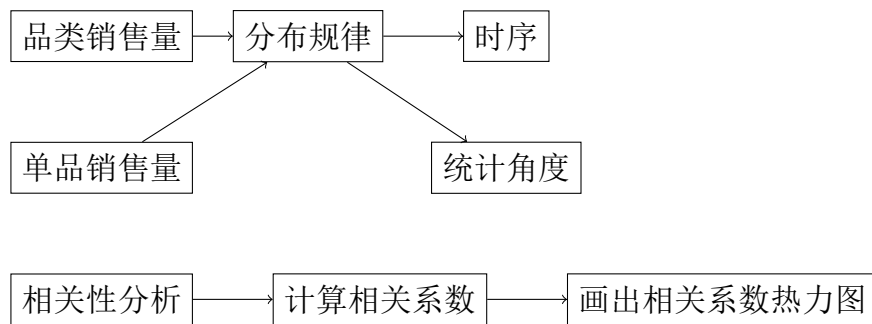 品类销售量
分布规律
时序
单品销售量
统计角度
相关性分析
计算相关系数
画出相关系数热力图